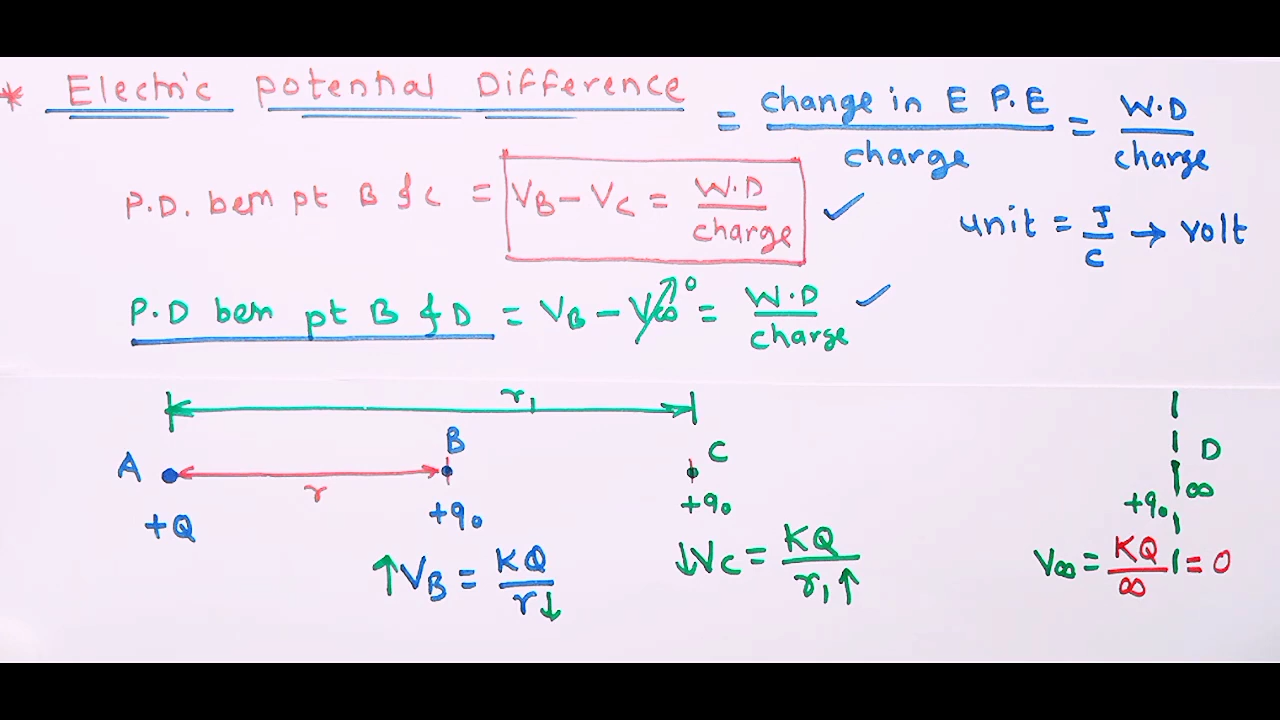 * Electric potential Difference = change in E P.E / charge = W.D / charge
P.D. betn pt B & C = VB – VC = W.D / charge ✓
unit = J/C → volt
P.D betn pt B & D = VB – V∞ ↗0 = W.D / charge ✓
r₁
A B C D
r ∞
+Q +q₀ +q₀ +q₀
↑VB = KQ / r↓ ↓VC = KQ / r₁↑ V∞ = KQ / ∞ = 0